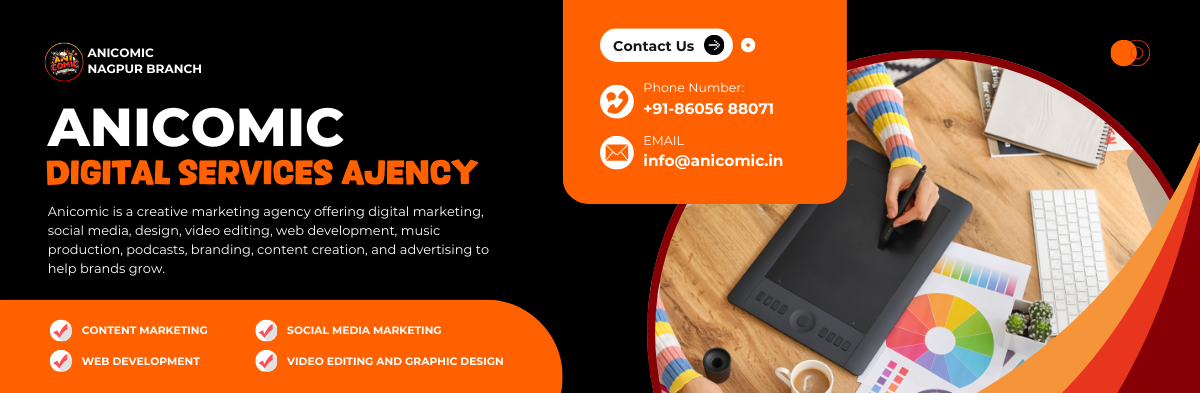 ANI
COMIC
ANICOMIC
NAGPUR BRANCH
ANICOMIC
DIGITAL SERVICES AJENCY
Anicomic is a creative marketing agency offering digital marketing,
social media, design, video editing, web development, music
production, podcasts, branding, content creation, and advertising to
help brands grow.
CONTENT MARKETING
SOCIAL MEDIA MARKETING
WEB DEVELOPMENT
VIDEO EDITING AND GRAPHIC DESIGN
Contact Us
Phone Number:
+91-86056 88071
EMAIL
info@anicomic.in